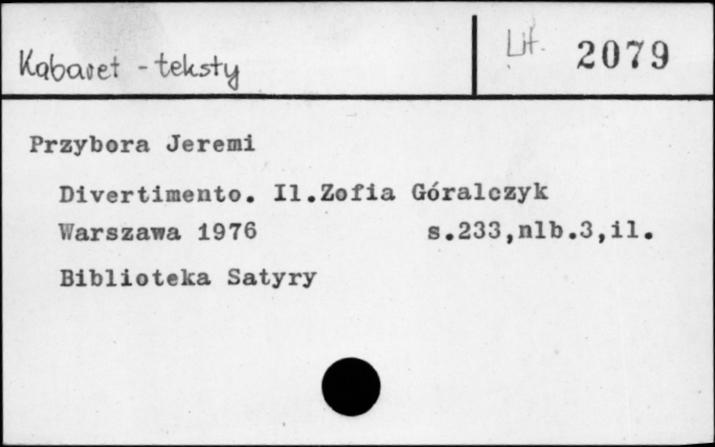 Kabaret - teksty
Lit. 2079
Przybora Jeremi
Divertimento. Il.Zofia Góralczyk
Warszawa 1976 s.233,nlb.3,il.
Biblioteka Satyry